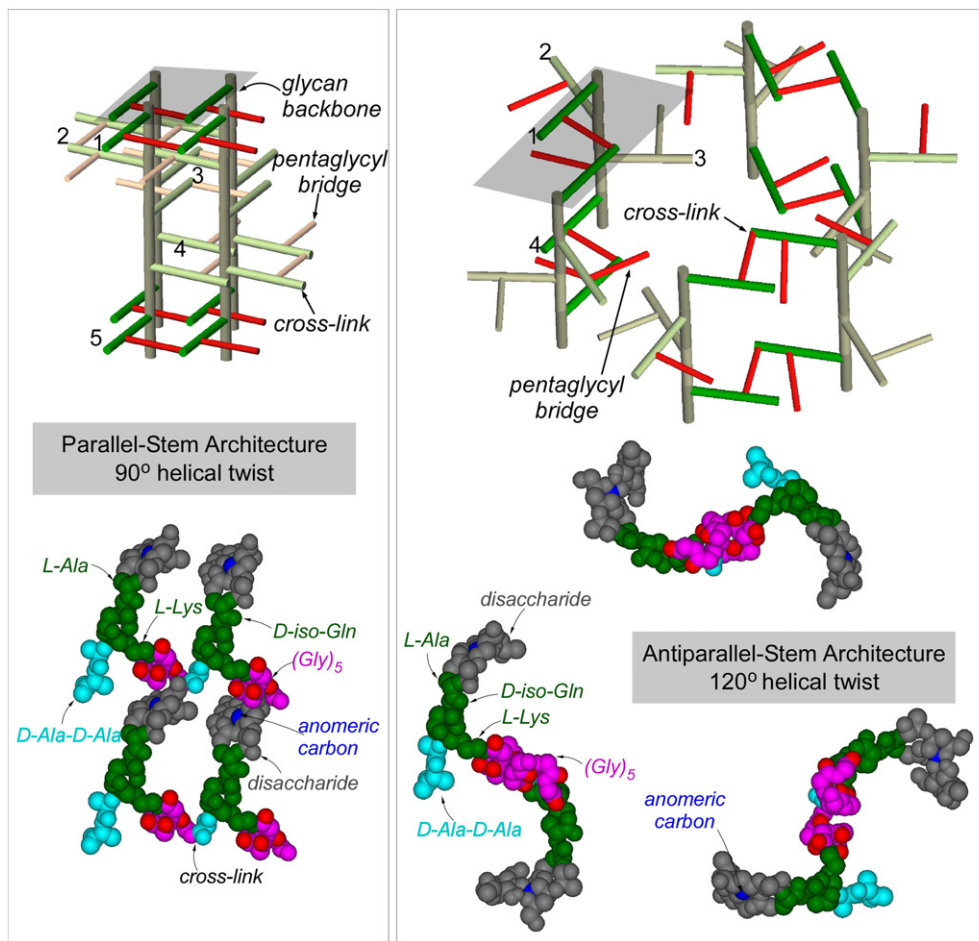 glycan
backbone
2
1
pentaglycyl
bridge
3
4
cross-link
5
Parallel-Stem Architecture
90o helical twist
L-Ala
L-Lys
D-iso-Gln
(Gly)5
D-Ala-D-Ala
anomeric
carbon
disaccharide
cross-link
2
1
3
cross-link
4
pentaglycyl
bridge
disaccharide
L-Ala
D-iso-Gln
L-Lys
(Gly)5
D-Ala-D-Ala
Antiparallel-Stem Architecture
120o helical twist
anomeric
carbon